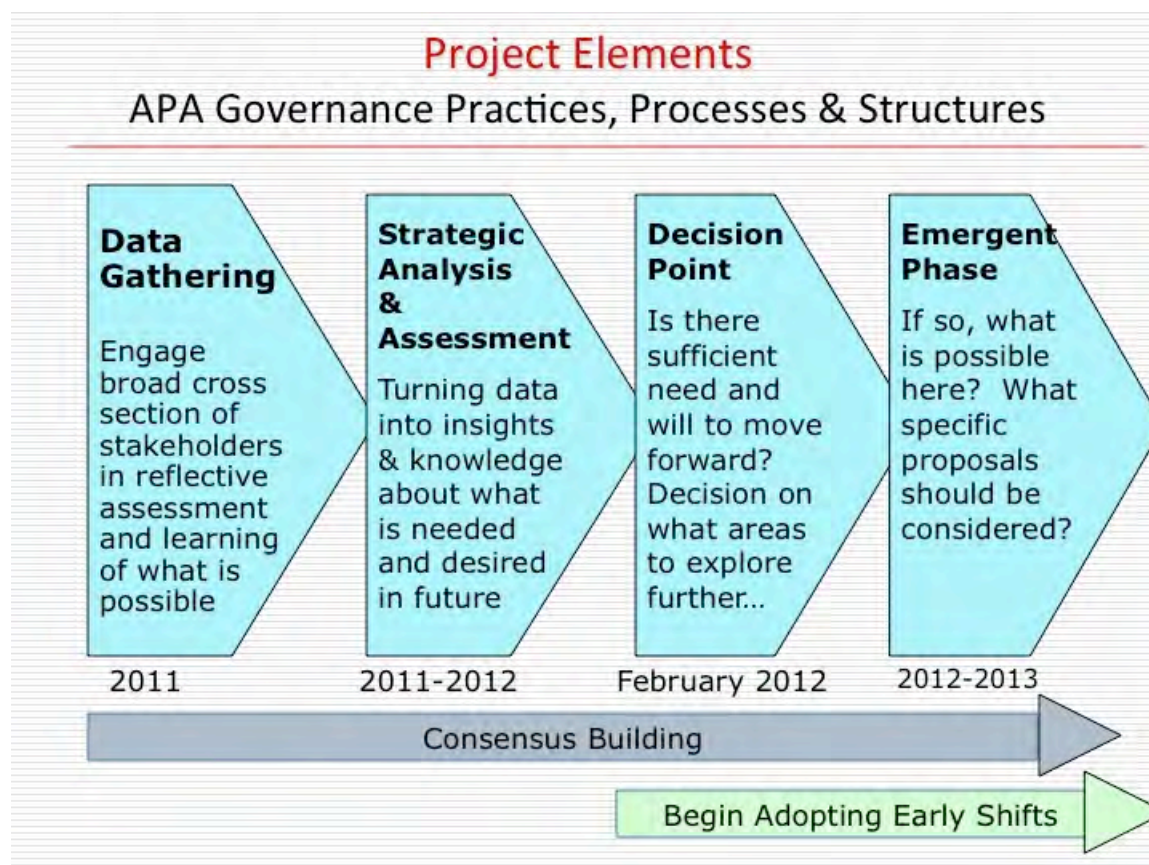 Project Elements
APA Governance Practices, Processes & Structures
Data
Gathering
Engage
broad cross
section of
stakeholders
in reflective
assessment
and learning
of what is
possible
2011
Strategic
Analysis
&
Assessment
Turning data
into insights
& knowledge
about what
is needed
and desired
in future
2011-2012
Decision
Point
Is there
sufficient
need and
will to move
forward?
Decision on
what areas
to explore
further…
February 2012
Emergent
Phase
If so, what
is possible
here?  What
specific
proposals
should be
considered?
2012-2013
Consensus Building
Begin Adopting Early Shifts